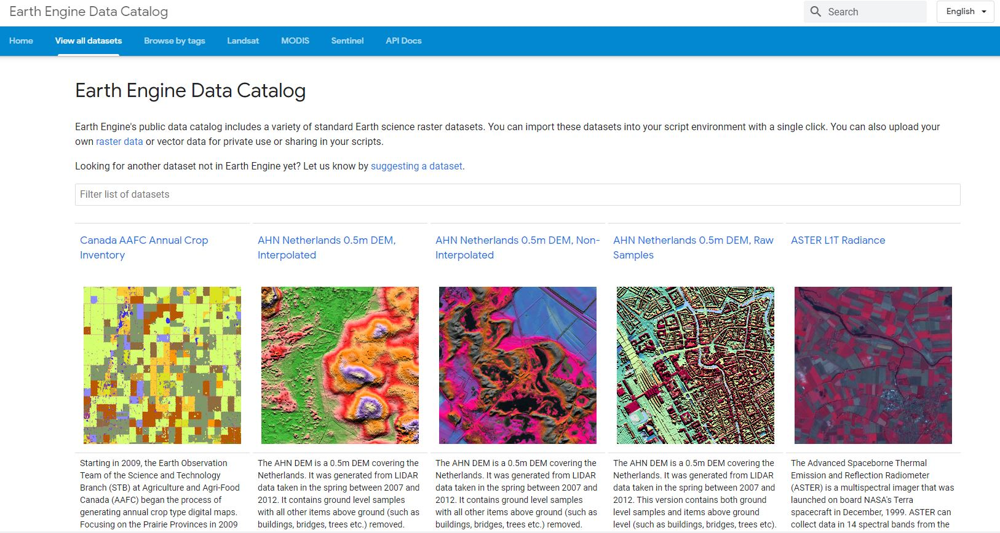 Earth Engine Data Catalog
Search
English
Home
View all datasets
Browse by tags
Landsat
MODIS
Sentinel
API Docs
Earth Engine Data Catalog
Earth Engine's public data catalog includes a variety of standard Earth science raster datasets. You can import these datasets into your script environment with a single click. You can also upload your
own raster data or vector data for private use or sharing in your scripts.
Looking for another dataset not in Earth Engine yet? Let us know by suggesting a dataset.
Filter list of datasets
Canada AAFC Annual Crop
Inventory
Starting in 2009, the Earth Observation
Team of the Science and Technology
Branch (STB) at Agriculture and Agri-Food
Canada (AAFC) began the process of
generating annual crop type digital maps.
Focusing on the Prairie Provinces in 2009
AHN Netherlands 0.5m DEM,
Interpolated
The AHN DEM is a 0.5m DEM covering the
Netherlands. It was generated from LIDAR
data taken in the spring between 2007 and
2012. It contains ground level samples
with all other items above ground (such as
buildings, bridges, trees etc.) removed.
AHN Netherlands 0.5m DEM, Non-
Interpolated
The AHN DEM is a 0.5m DEM covering the
Netherlands. It was generated from LIDAR
data taken in the spring between 2007 and
2012. It contains ground level samples
with all other items above ground (such as
buildings, bridges, trees etc.) removed.
AHN Netherlands 0.5m DEM, Raw
Samples
The AHN DEM is a 0.5m DEM covering the
Netherlands. It was generated from LIDAR
data taken in the spring between 2007 and
2012. This version contains both ground
level samples and items above ground
level (such as buildings, bridges, trees etc).
ASTER L1T Radiance
The Advanced Spaceborne Thermal
Emission and Reflection Radiometer
(ASTER) is a multispectral imager that was
launched on board NASA's Terra
spacecraft in December, 1999. ASTER can
collect data in 14 spectral bands from the